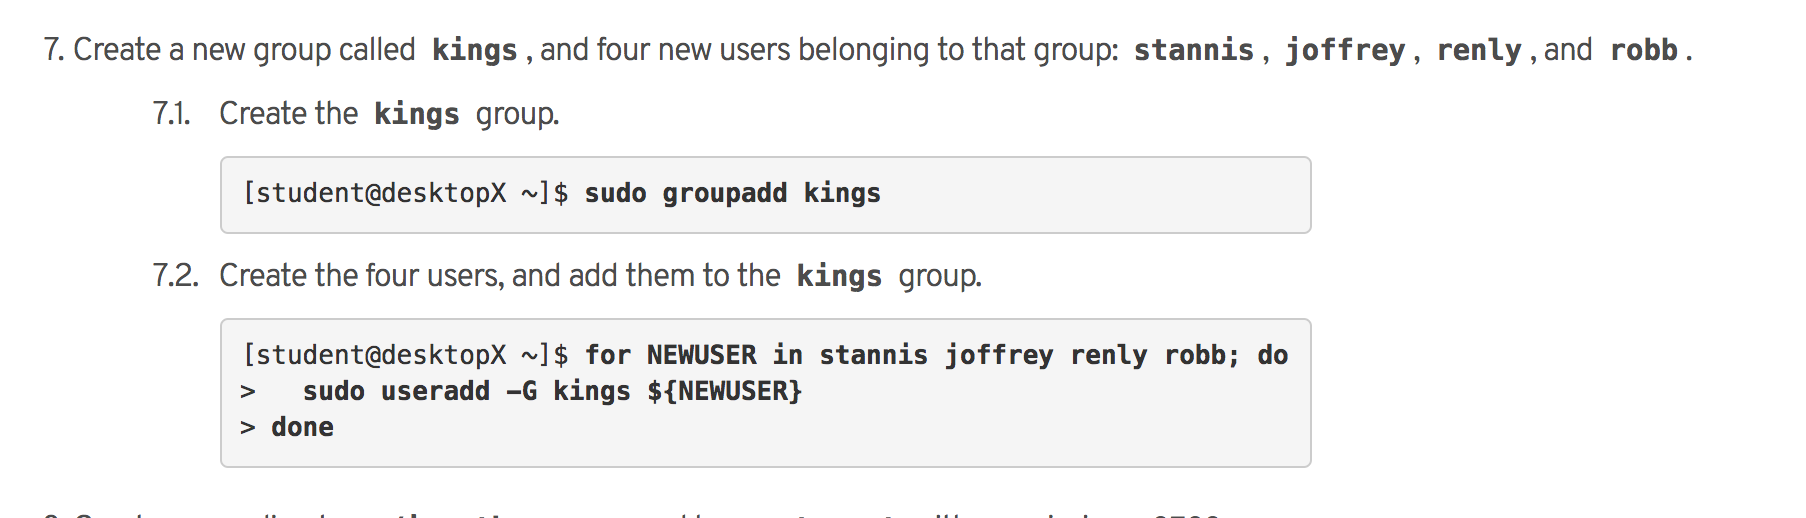 7. Create a new group called kings, and four new users belonging to that group: stannis, joffrey, renly, and robb.
7.1. Create the kings group.
[student@desktopX ~]$ sudo groupadd kings
7.2. Create the four users, and add them to the kings group.
[student@desktopX ~]$ for NEWUSER in stannis joffrey renly robb; do
>   sudo useradd -G kings ${NEWUSER}
> done